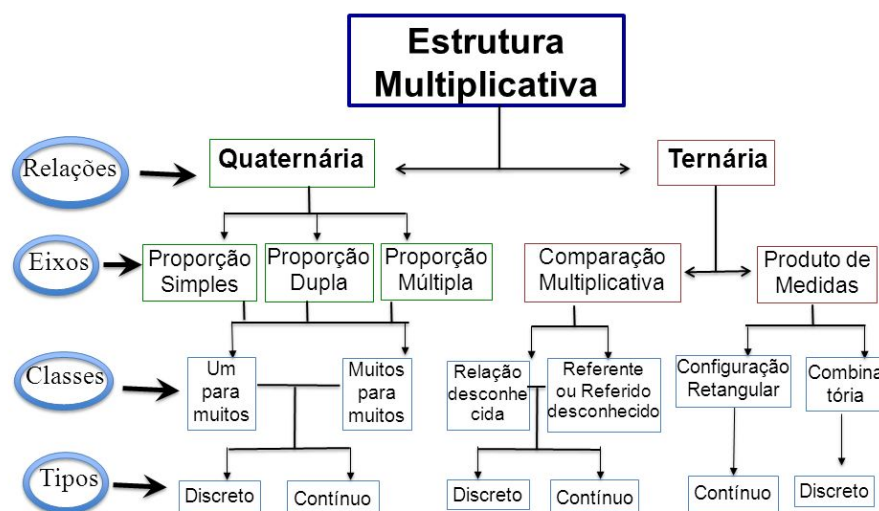 Estrutura
Multiplicativa
Relações
Quaternária
Ternária
Eixos
Proporção
Simples
Proporção
Dupla
Proporção
Múltipla
Comparação
Multiplicativa
Produto de
Medidas
Classes
Um
para
muitos
Muitos
para
muitos
Relação
desconhe
cida
Referente
ou Referido
desconhecido
Configuração
Retangular
Combina
tória
Tipos
Discreto
Contínuo
Discreto
Contínuo
Contínuo
Discreto